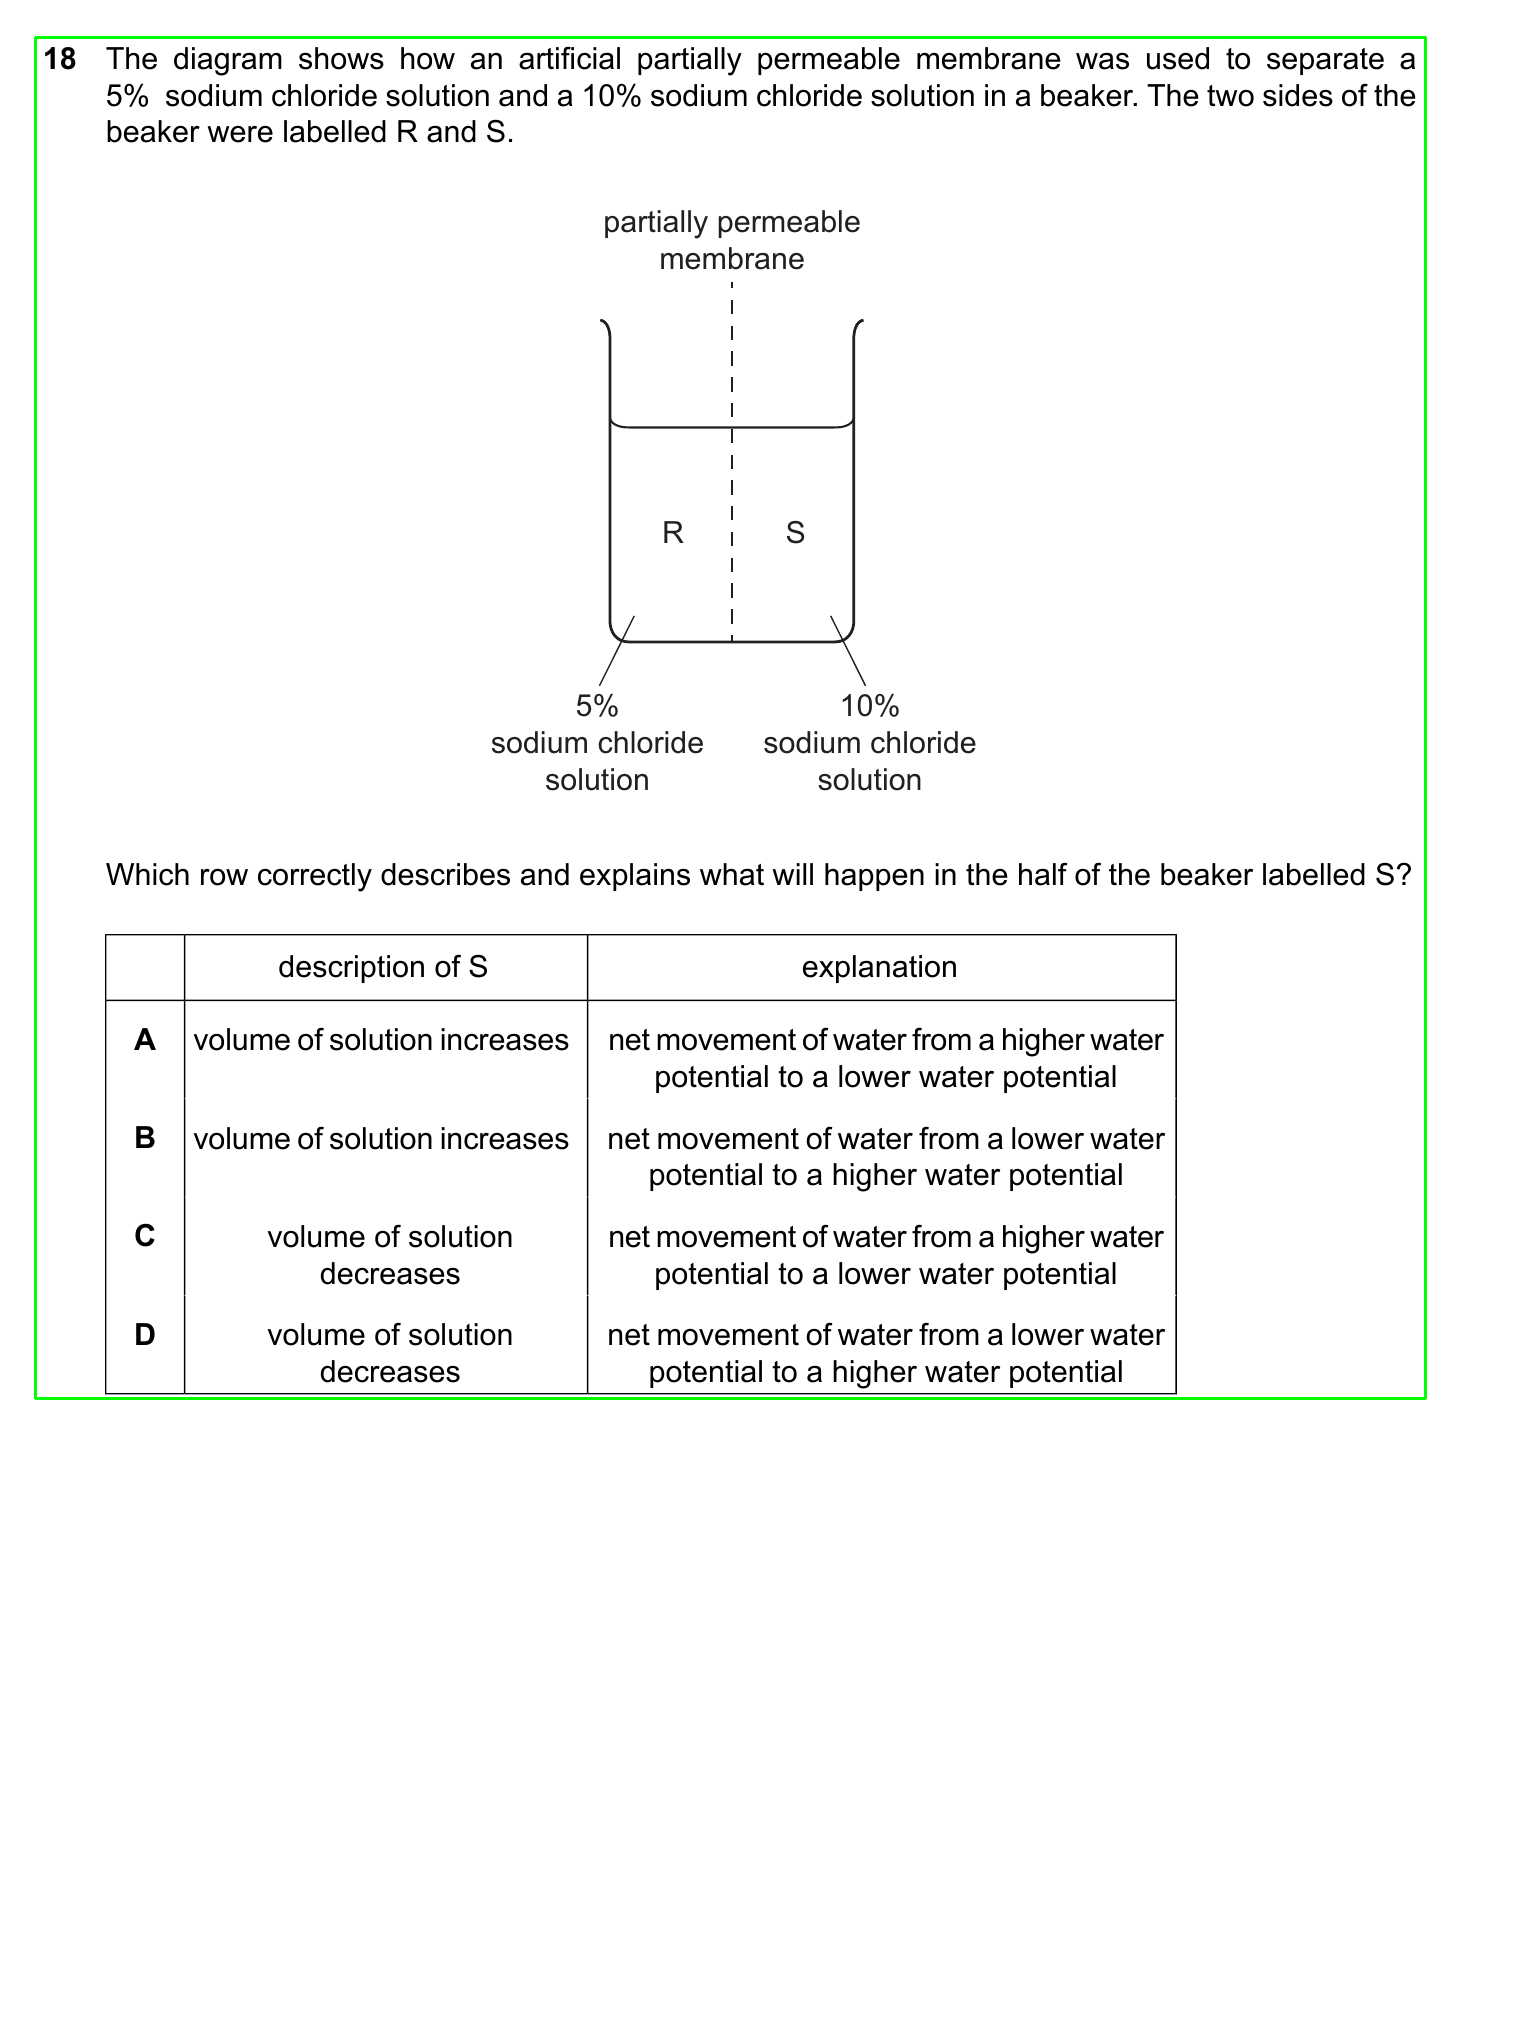 18 The diagram shows how an artificial partially permeable membrane was used to separate a
5% sodium chloride solution and a 10% sodium chloride solution in a beaker. The two sides of the
beaker were labelled R and S.
partially permeable
membrane
R S
5% 10%
sodium chloride sodium chloride
solution solution
Which row correctly describes and explains what will happen in the half of the beaker labelled S?
description of S explanation
A volume of solution increases net movement of water from a higher water
potential to a lower water potential
B volume of solution increases net movement of water from a lower water
potential to a higher water potential
C volume of solution net movement of water from a higher water
decreases potential to a lower water potential
D volume of solution net movement of water from a lower water
decreases potential to a higher water potential